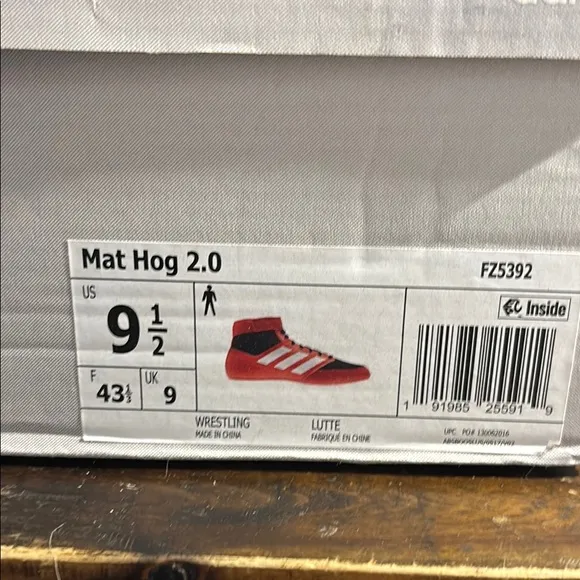 Mat Hog 2.0
FZ5392
US
9 1/2
F
43 1/3
UK
9
Inside
1 91985 25591 9
WRESTLING
MADE IN CHINA
LUTTE
FABRIQUÉ EN CHINE
UPC PO# 130062016